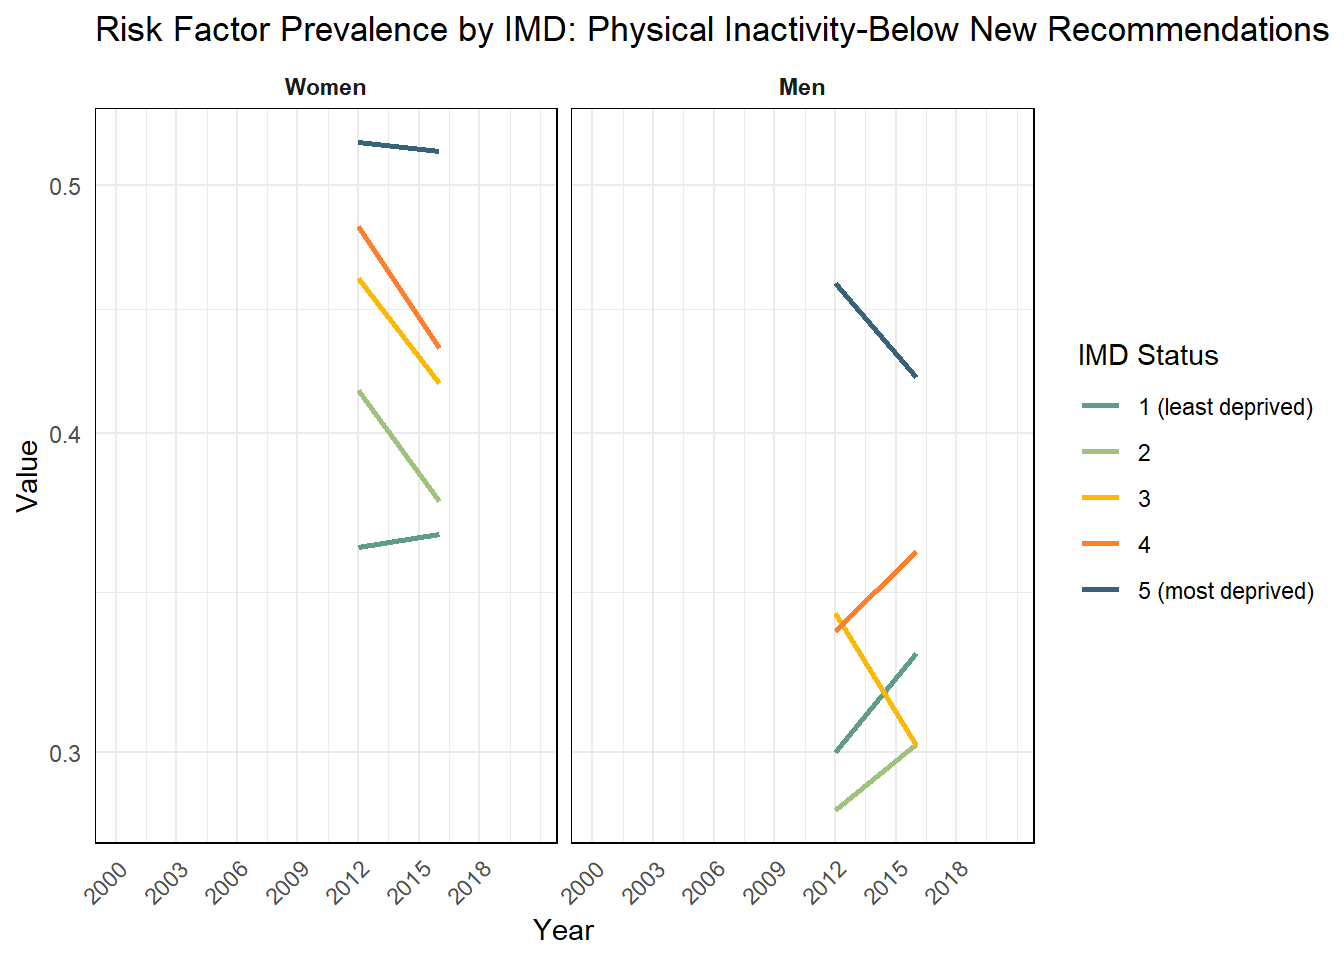 Risk Factor Prevalence by IMD: Physical Inactivity-Below New Recommendations
Women
Men
0.5
0.4
0.3
Value
2000 2003 2006 2009 2012 2015 2018
2000 2003 2006 2009 2012 2015 2018
Year
IMD Status
1 (least deprived)
2
3
4
5 (most deprived)